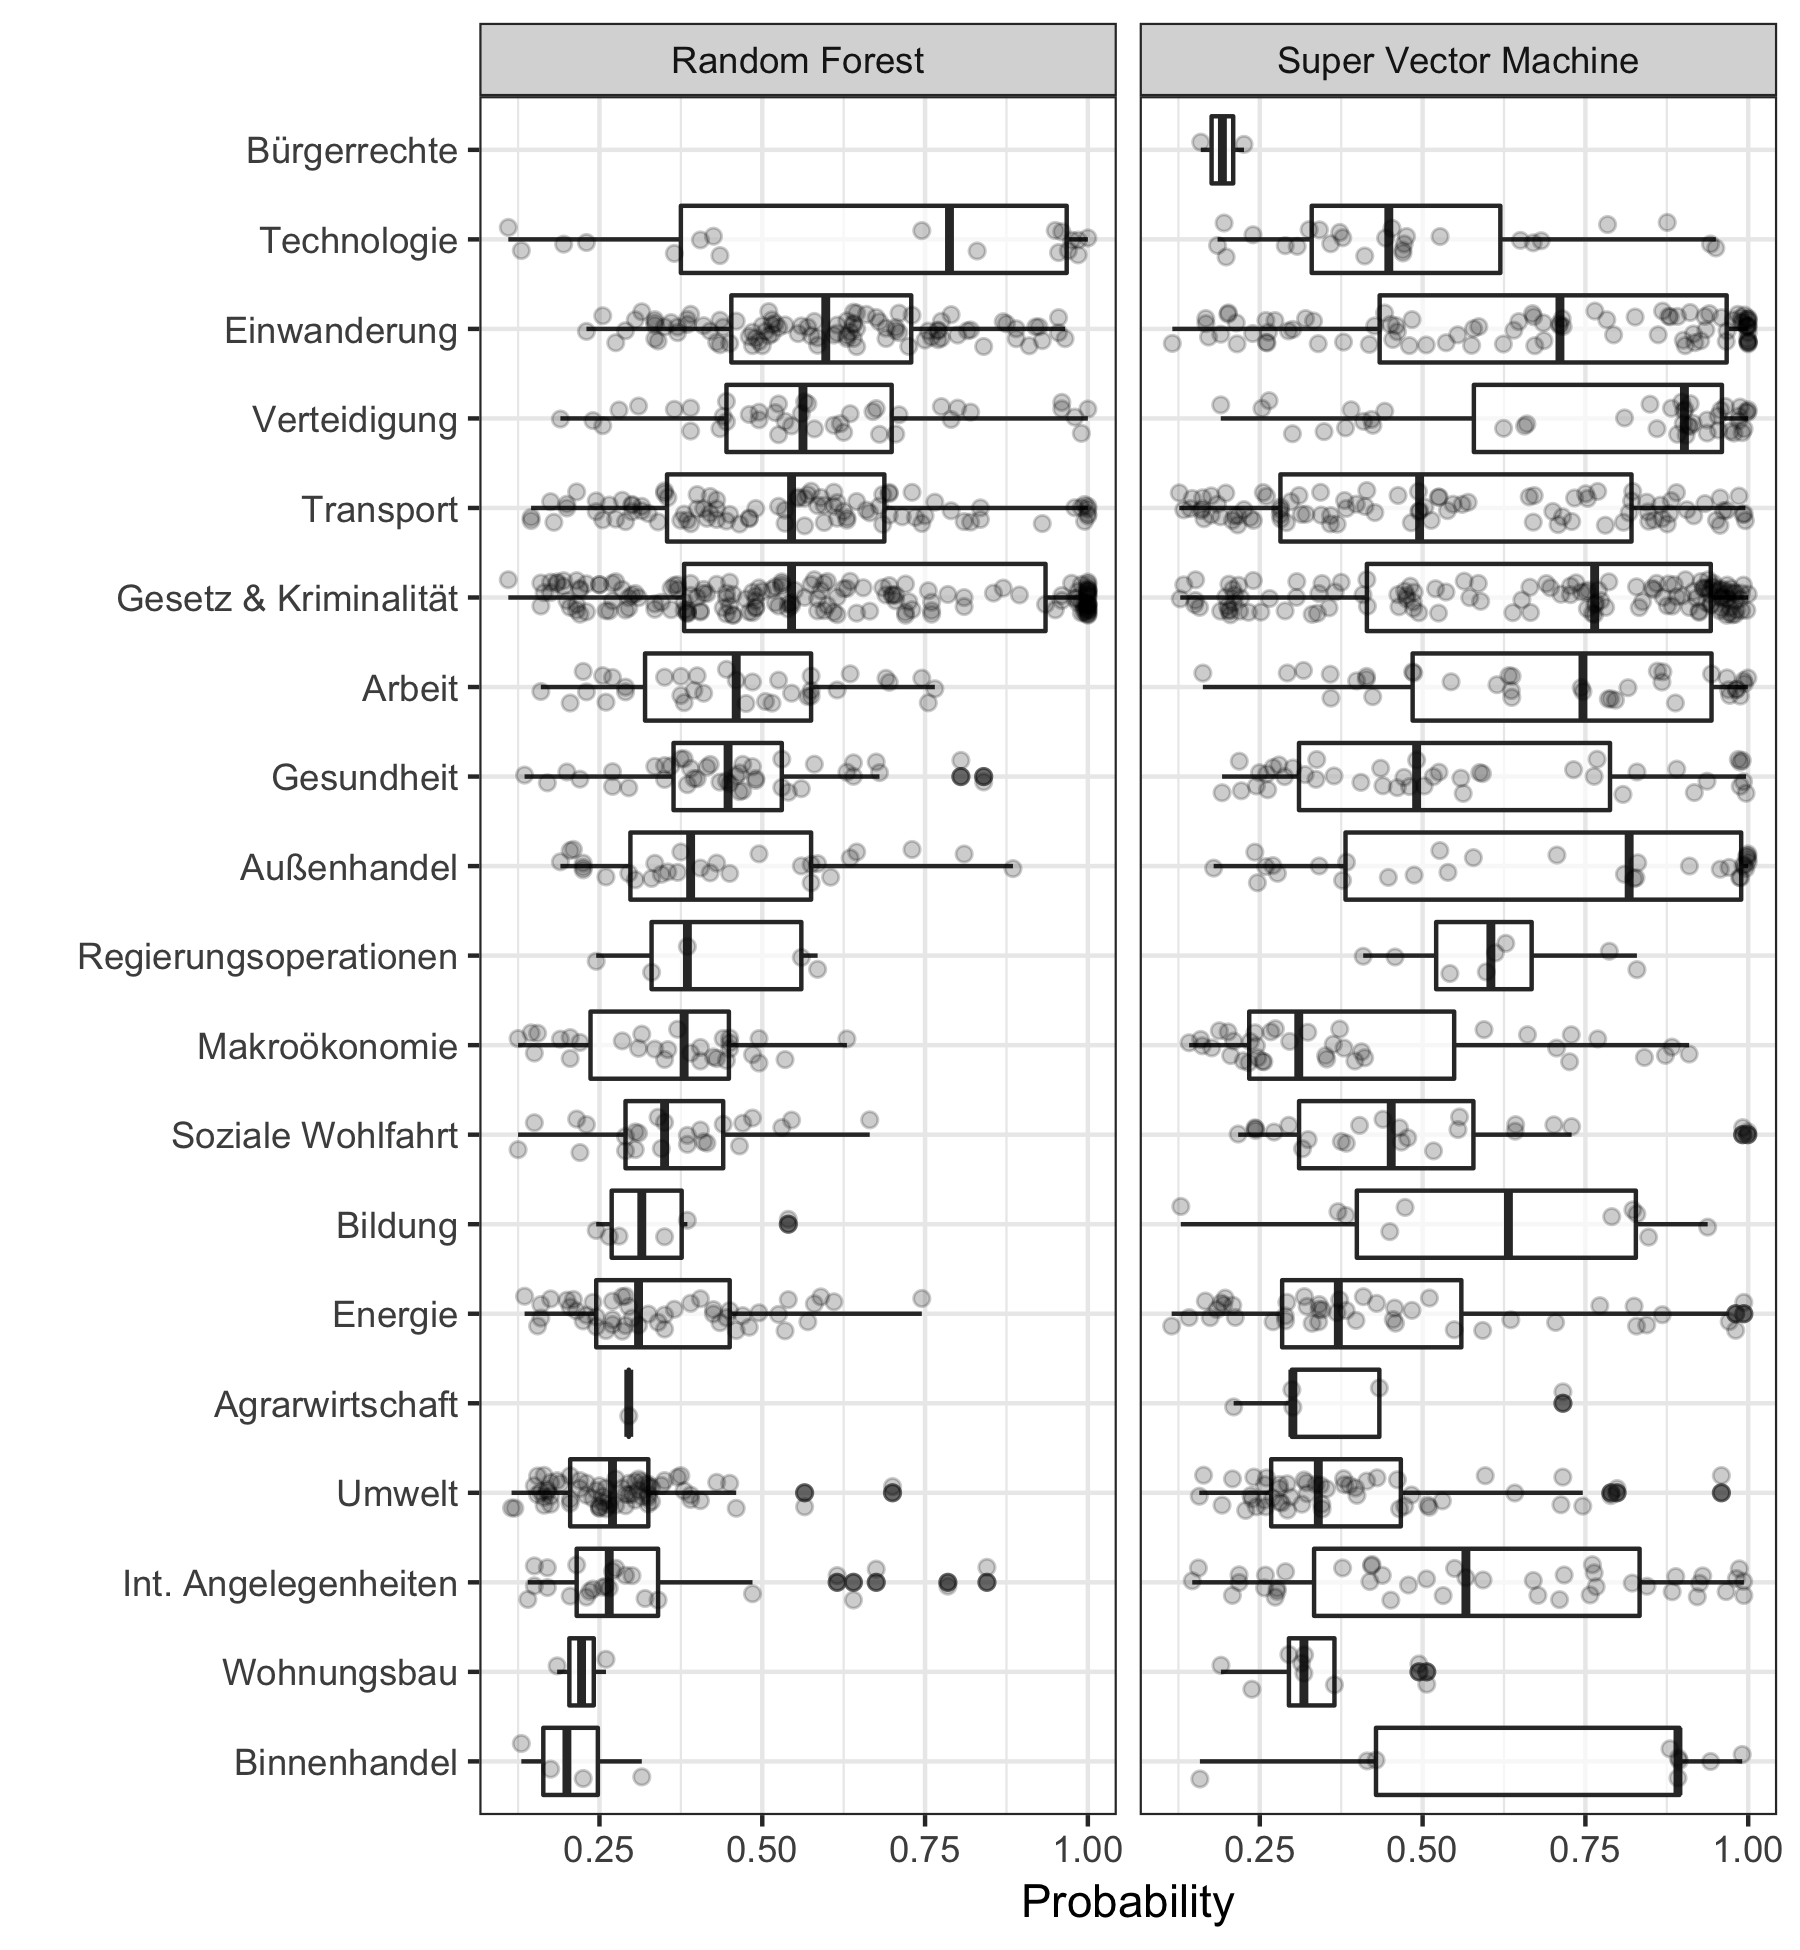 Random Forest
Super Vector Machine
Bürgerrechte
Technologie
Einwanderung
Verteidigung
Transport
Gesetz & Kriminalität
Arbeit
Gesundheit
Außenhandel
Regierungsoperationen
Makroökonomie
Soziale Wohlfahrt
Bildung
Energie
Agrarwirtschaft
Umwelt
Int. Angelegenheiten
Wohnungsbau
Binnenhandel
0.25 0.50 0.75 1.00
0.25 0.50 0.75 1.00
Probability